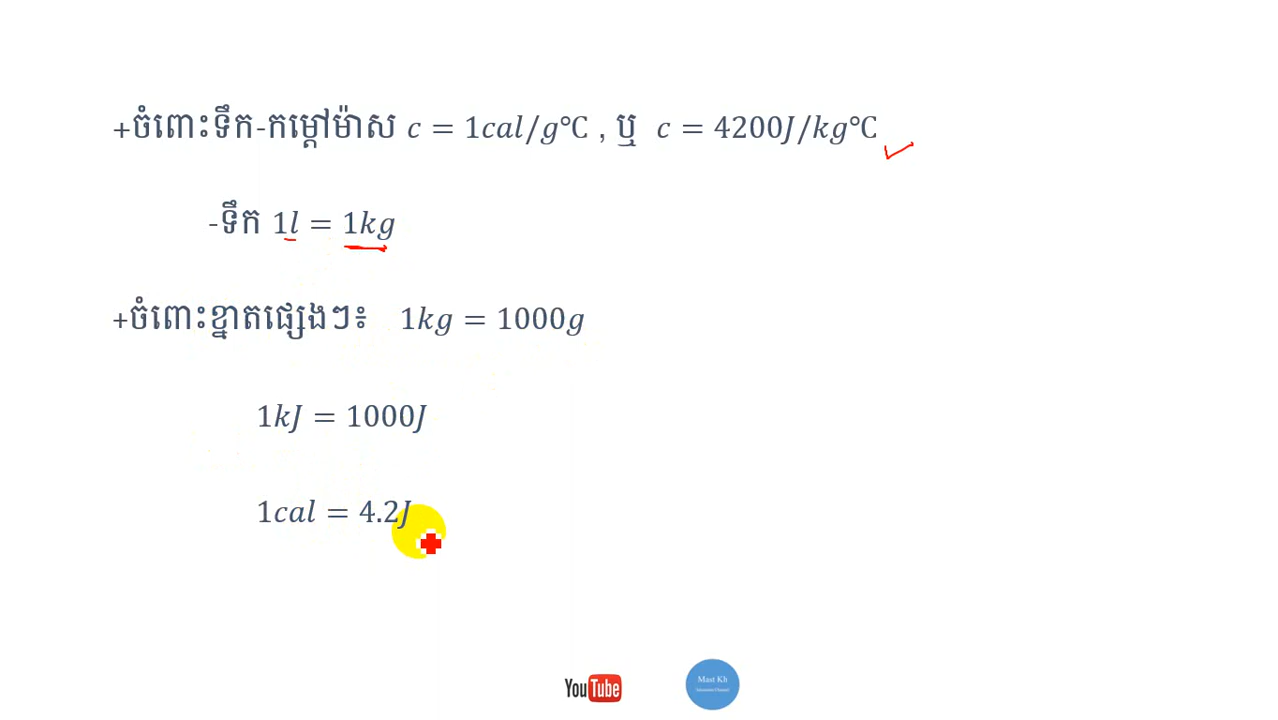 +ចំពោះទឹក-កម្ដៅម៉ាស c = 1cal/g°C , ឬ c = 4200J/kg°C
-ទឹក 1l = 1kg
+ចំពោះខ្នាតផ្សេងៗ៖ 1kg = 1000g
1kJ = 1000J
1cal = 4.2J
YouTube
Mast Kh